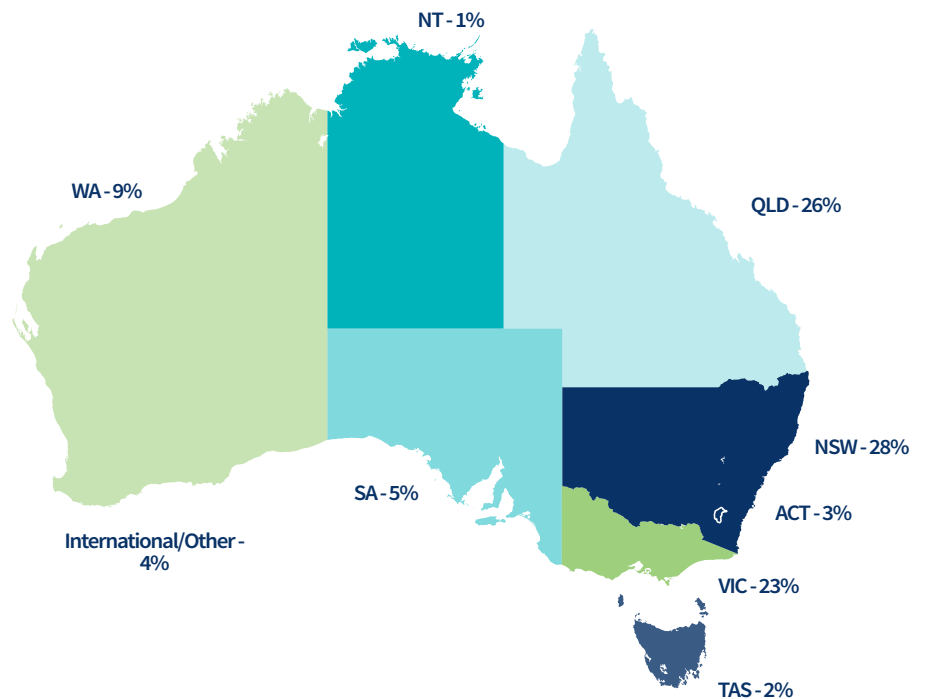 NT - 1%
WA - 9%
QLD - 26%
NSW - 28%
SA - 5%
ACT - 3%
International/Other -
4%
VIC - 23%
TAS - 2%